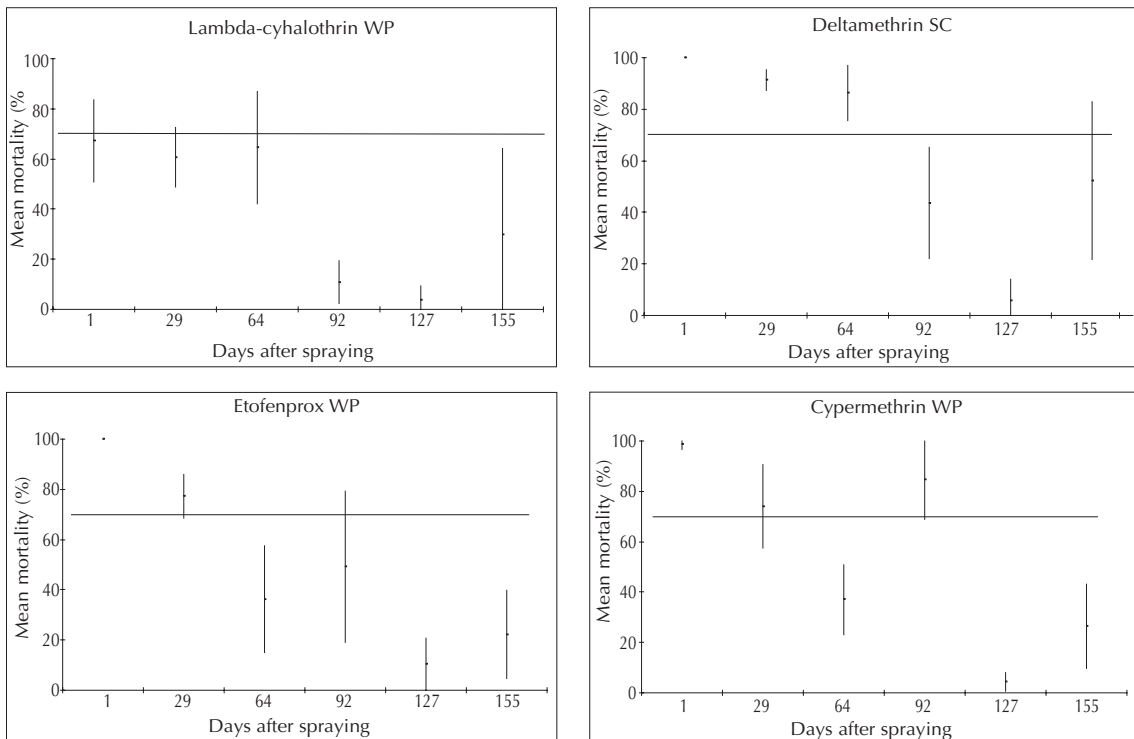 Lambda-cyhalothrin WP
Mean mortality (%
100
80
60
40
20
0
1 29 64 92 127 155
Days after spraying
Deltamethrin SC
Mean mortality (%)
100
80
60
40
20
0
1 29 64 92 127 155
Days after spraying
Etofenprox WP
Mean mortality (%)
100
80
60
40
20
0
1 29 64 92 127 155
Days after spraying
Cypermethrin WP
Mean mortality (%)
100
80
60
40
20
0
1 29 64 92 127 155
Days after spraying